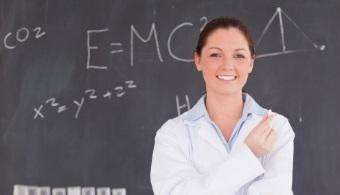 CO²
E=MC²
x²=y²+z²
H